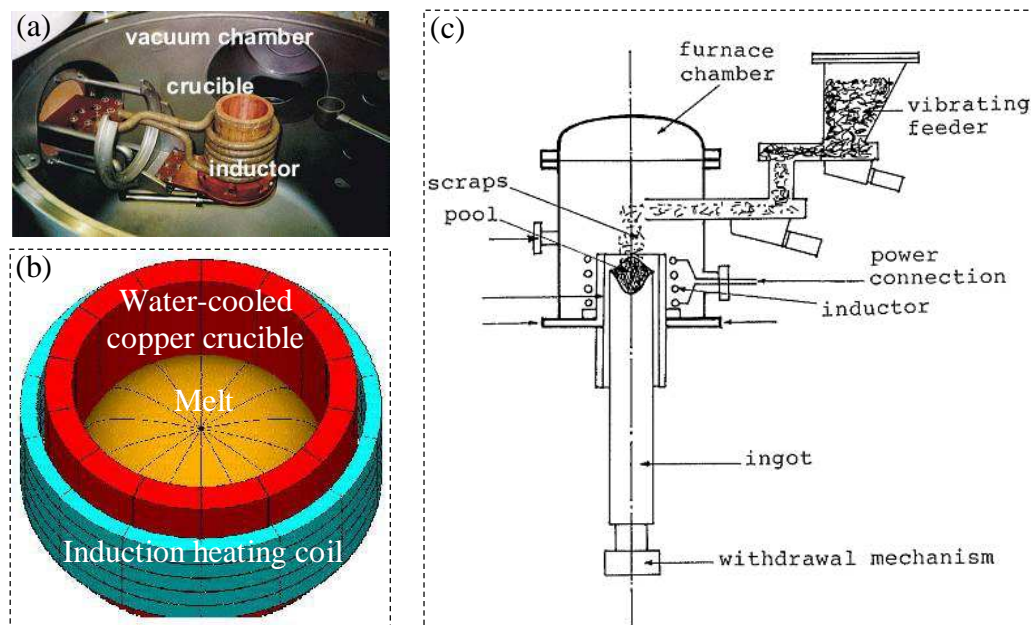 (a)
vacuum chamber
crucible
inductor
(b)
Water-cooled
copper crucible
Melt
Induction heating coil
(c)
furnace
chamber
vibrating
feeder
scraps
pool
power
connection
inductor
ingot
withdrawal mechanism